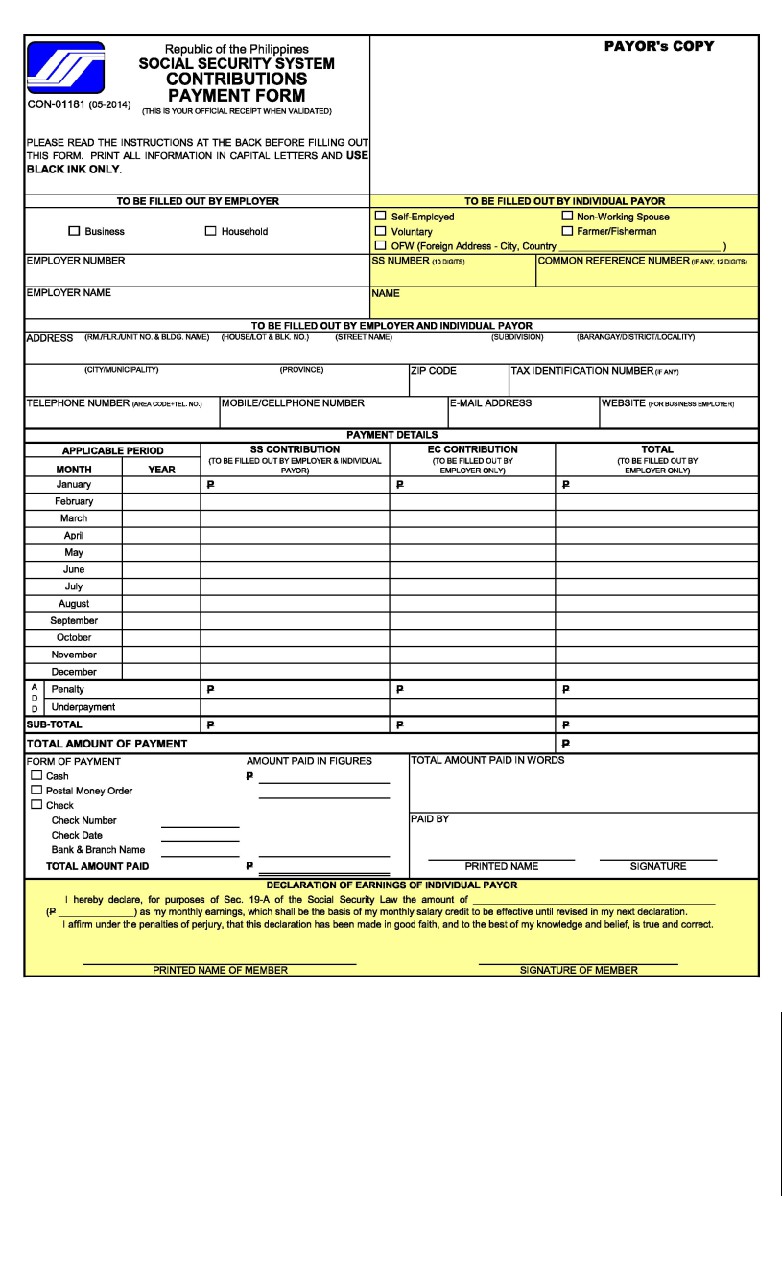 PAYOR's COPY
Republic of the Philippines
SOCIAL SECURITY SYSTEM
CONTRIBUTIONS
PAYMENT FORM
CON-01181 (05-2014)
(THIS IS YOUR OFFICIAL RECEIPT WHEN VALIDATED)
PLEASE READ THE INSTRUCTIONS AT THE BACK BEFORE FILLING OUT
THIS FORM. PRINT ALL INFORMATION IN CAPITAL LETTERS AND USE
BLACK INK ONLY.
TO BE FILLED OUT BY EMPLOYER
Business Household
TO BE FILLED OUT BY INDIVIDUAL PAYOR
Self-Employed Non-Working Spouse
Voluntary Farmer/Fisherman
OFW (Foreign Address - City, Country ______________________________ )
EMPLOYER NUMBER SS NUMBER (10 DIGITS) COMMON REFERENCE NUMBER (IF ANY, 12 DIGITS)
EMPLOYER NAME NAME
TO BE FILLED OUT BY EMPLOYER AND INDIVIDUAL PAYOR
ADDRESS (RM./FLR./UNIT NO. & BLDG. NAME) (HOUSE/LOT & BLK. NO.) (STREET NAME) (SUBDIVISION) (BARANGAY/DISTRICT/LOCALITY)
(CITY/MUNICIPALITY) (PROVINCE) ZIP CODE TAX IDENTIFICATION NUMBER (IF ANY)
TELEPHONE NUMBER (AREA CODE+TEL. NO.) MOBILE/CELLPHONE NUMBER E-MAIL ADDRESS WEBSITE (FOR BUSINESS EMPLOYER)
PAYMENT DETAILS
APPLICABLE PERIOD SS CONTRIBUTION EC CONTRIBUTION TOTAL
(TO BE FILLED OUT BY EMPLOYER & INDIVIDUAL (TO BE FILLED OUT BY (TO BE FILLED OUT BY
MONTH YEAR PAYOR) EMPLOYER ONLY) EMPLOYER ONLY)
January ₱ ₱ ₱
February
March
April
May
June
July
August
September
October
November
December
ADD
Penalty ₱ ₱ ₱
Underpayment
SUB-TOTAL ₱ ₱ ₱
TOTAL AMOUNT OF PAYMENT ₱
FORM OF PAYMENT AMOUNT PAID IN FIGURES TOTAL AMOUNT PAID IN WORDS
Cash ₱
Postal Money Order
Check
Check Number PAID BY
Check Date
Bank & Branch Name
TOTAL AMOUNT PAID ₱ PRINTED NAME SIGNATURE
DECLARATION OF EARNINGS OF INDIVIDUAL PAYOR
I hereby declare, for purposes of Sec. 19-A of the Social Security Law the amount of ______________________________
(₱ ______________ ) as my monthly earnings, which shall be the basis of my monthly salary credit to be effective until revised in my next declaration.
I affirm under the penalties of perjury, that this declaration has been made in good faith, and to the best of my knowledge and belief, is true and correct.
PRINTED NAME OF MEMBER SIGNATURE OF MEMBER